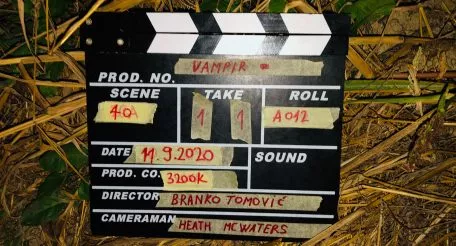 VAMPIR
PROD. NO.
SCENE TAKE ROLL
40A 1 1 A012
DATE 11.9.2020 SOUND
PROD. CO. 3200K
DIRECTOR BRANKO TOMOVIĆ
CAMERAMAN HEATH MCWATERS